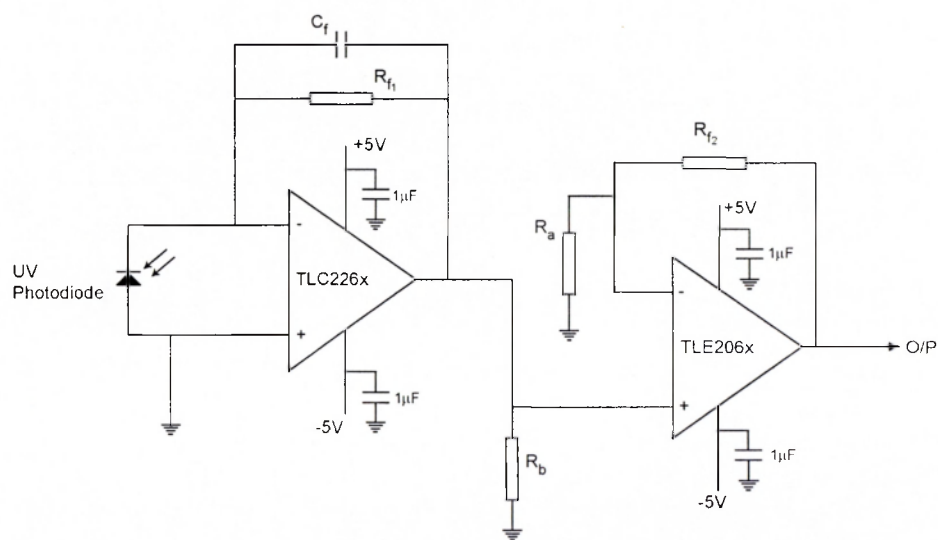 C_f
R_f1
+5V
1µF
-
UV
Photodiode
TLC226x
+
1µF
-5V
R_b
R_f2
R_a
+5V
1µF
-
TLE206x
O/P
+
1µF
-5V